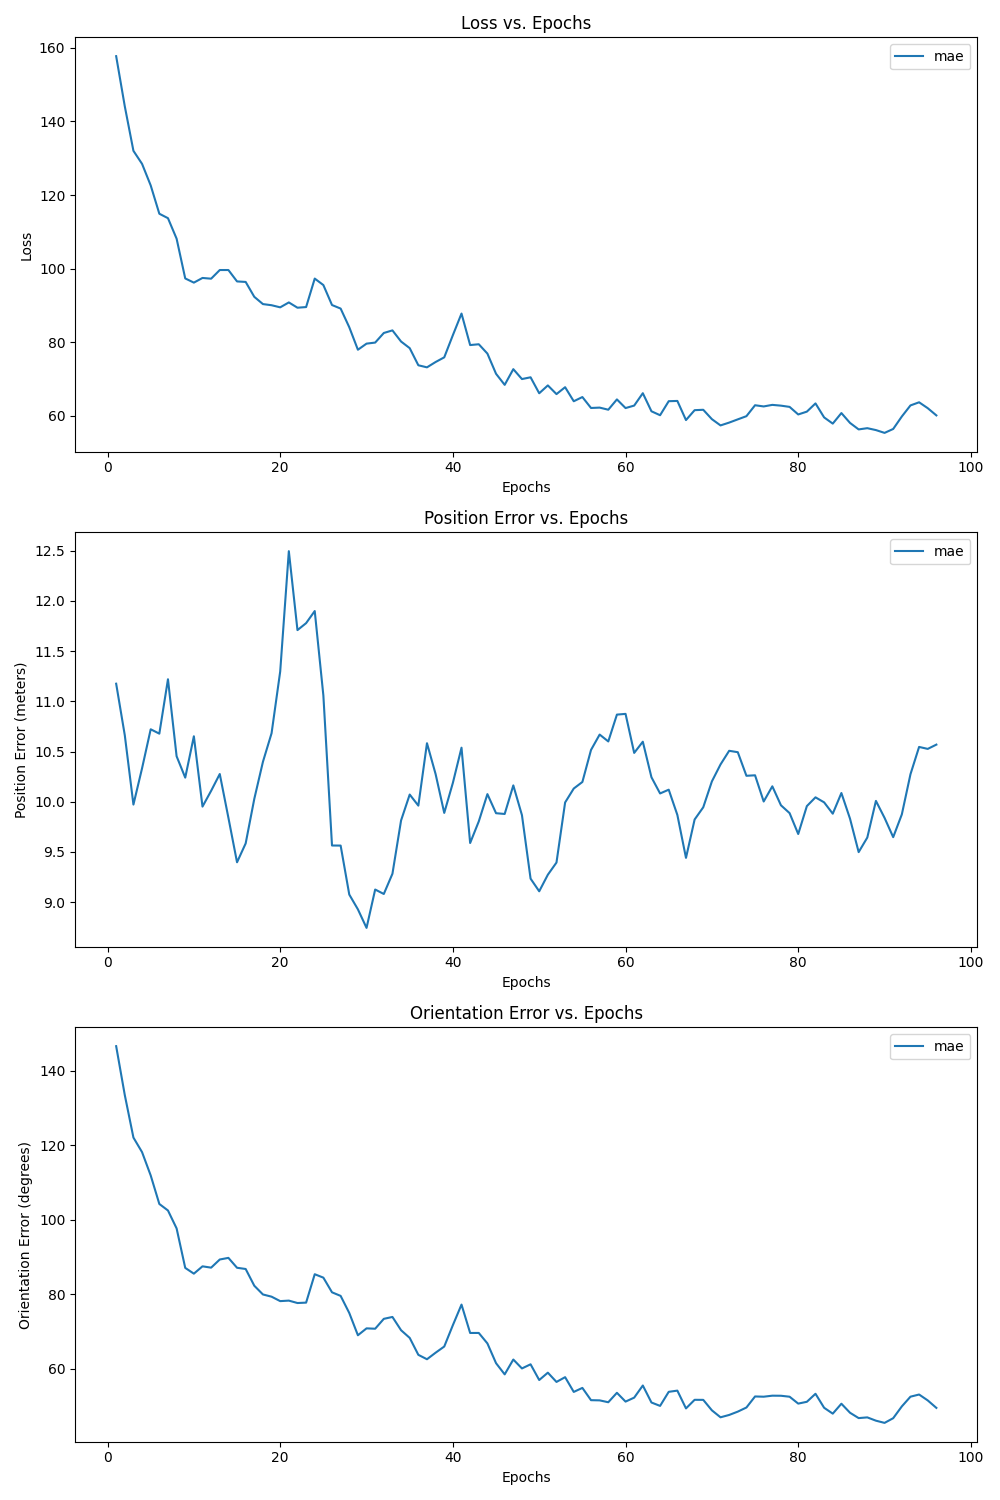 Loss vs. Epochs
mae
160
140
120
100
80
60
Loss
0 20 40 60 80 100
Epochs
Position Error vs. Epochs
mae
12.5
12.0
11.5
11.0
10.5
10.0
9.5
9.0
Position Error (meters)
0 20 40 60 80 100
Epochs
Orientation Error vs. Epochs
mae
140
120
100
80
60
Orientation Error (degrees)
0 20 40 60 80 100
Epochs